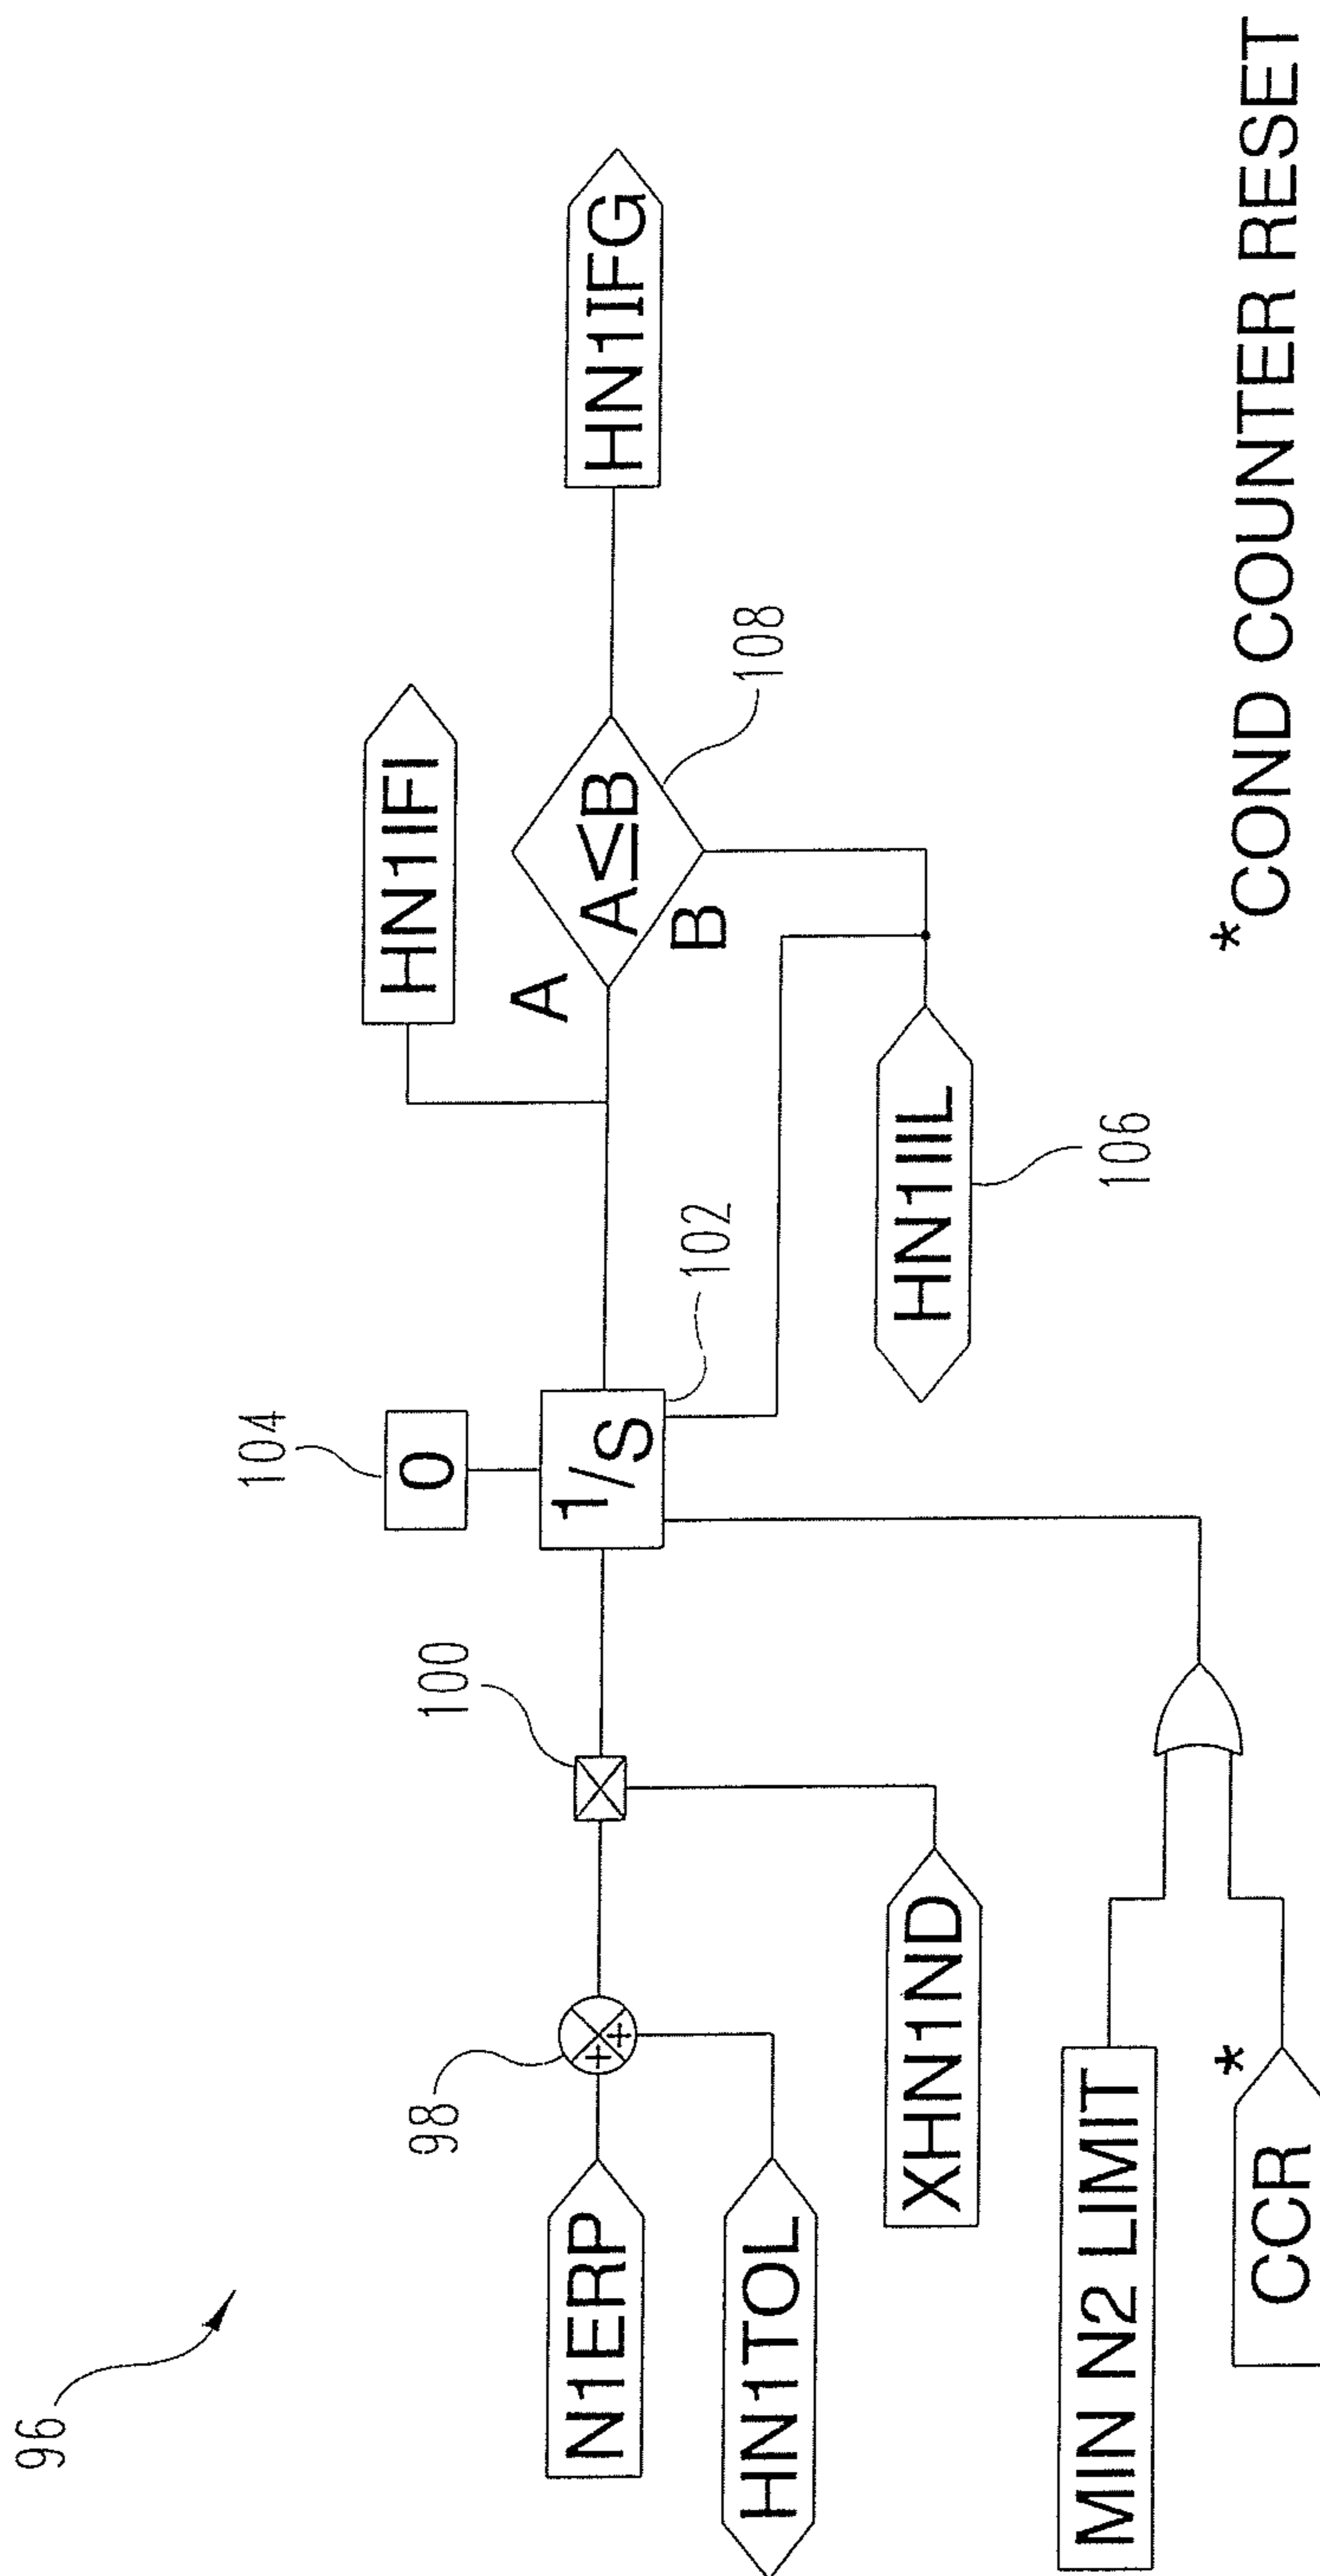 96
104
HN1IFI
98
100
0
102
A
108
N1ERP
+
+
1/S
A≤B
HN1IFG
HN1TOL
B
XHN1ND
HN1IIL
106
MIN N2 LIMIT
CCR
*
*COND COUNTER RESET